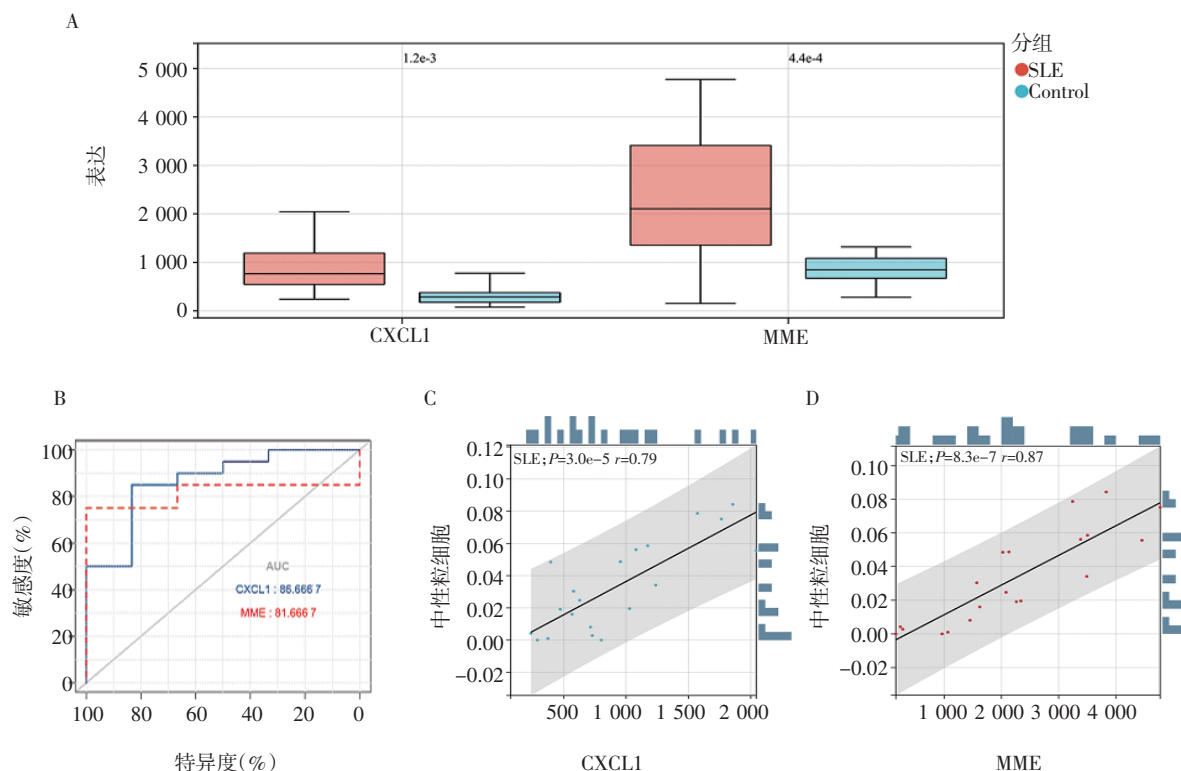 A
分组
SLE
Control
1.2e-3
4.4e-4
5 000
4 000
3 000
2 000
1 000
0
表达
CXCL1
MME
B
100
80
60
40
20
0
敏感度(%)
AUC
CXCL1 : 86.666 7
MME : 81.666 7
100
80
60
40
20
0
特异度(%)
C
SLE;P=3.0e-5 r=0.79
0.12
0.10
0.08
0.06
0.04
0.02
0.00
−0.02
中性粒细胞
500
1 000
1 500
2 000
CXCL1
D
SLE;P=8.3e-7 r=0.87
0.10
0.08
0.06
0.04
0.02
0.00
−0.02
中性粒细胞
1 000
2 000
3 000
4 000
MME